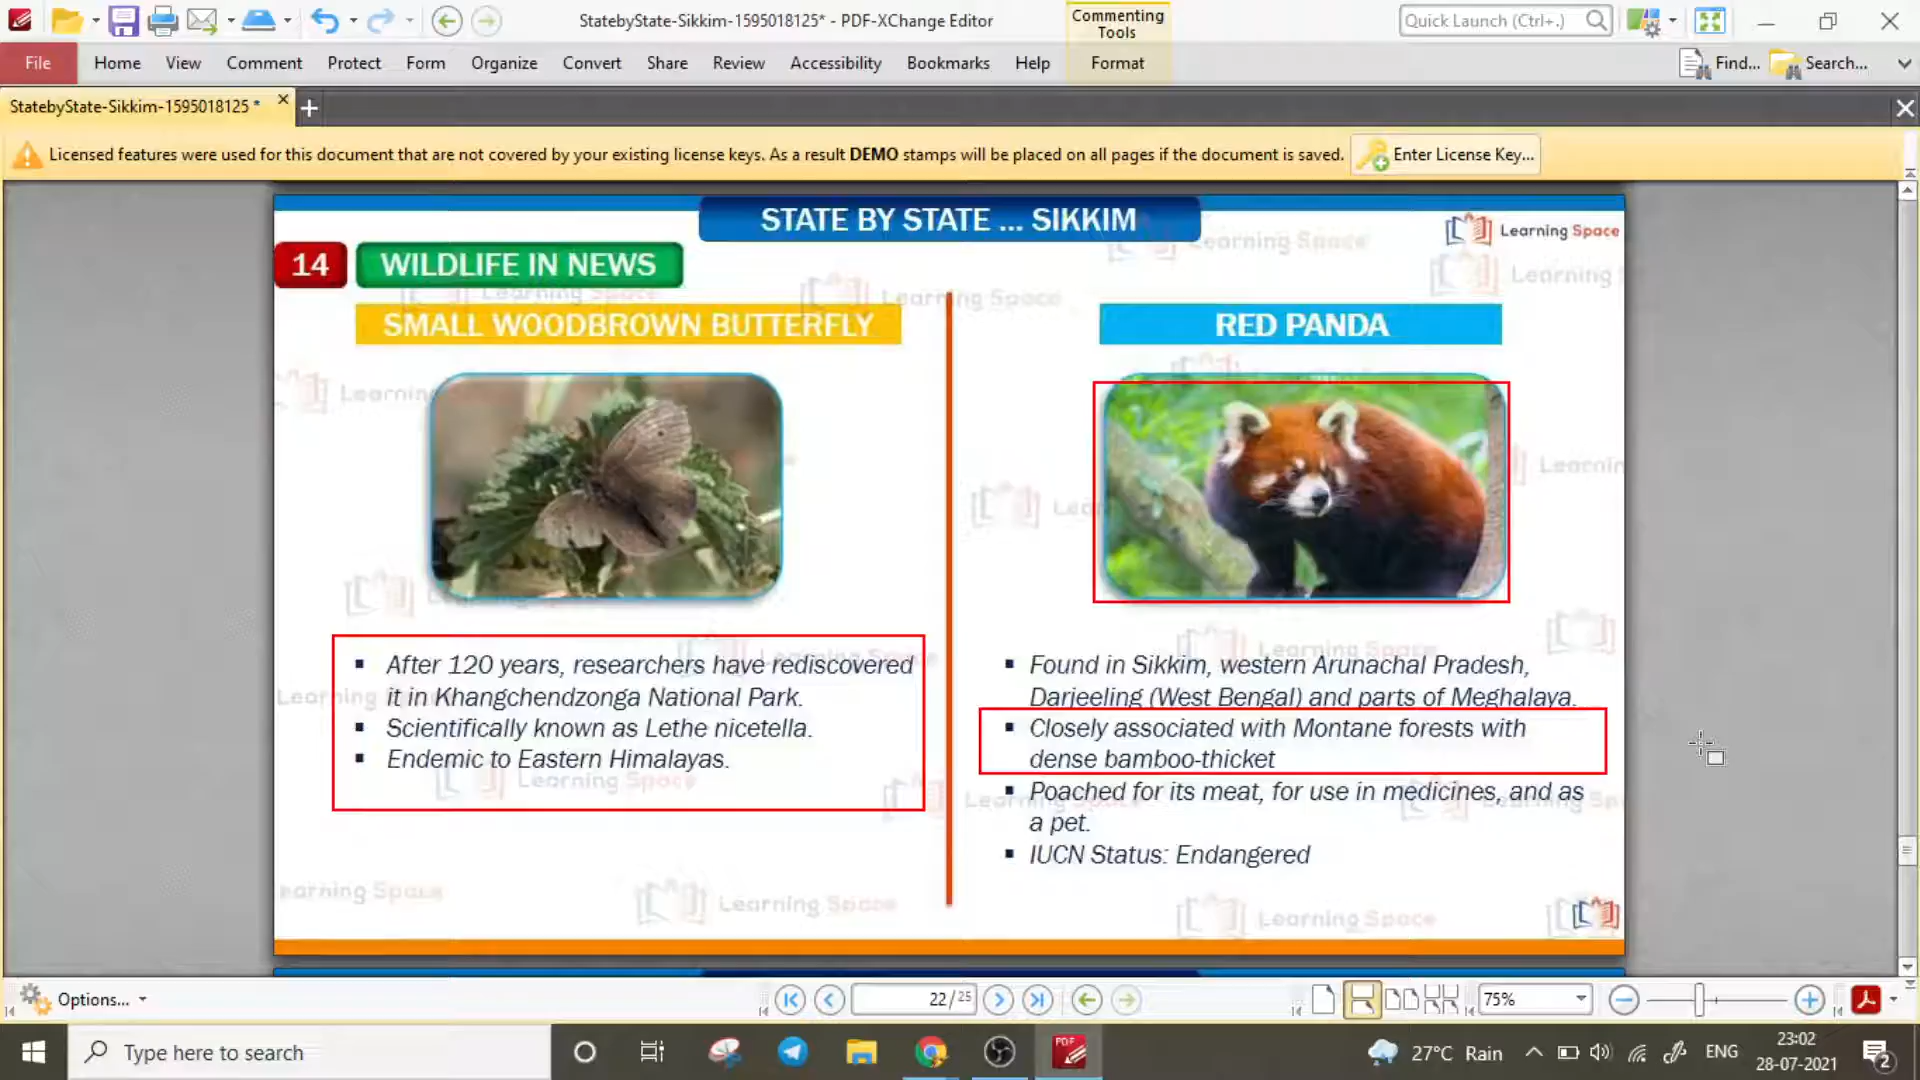 StatebyState-Sikkim-1595018125* - PDF-XChange Editor
Commenting
Tools
Quick Launch (Ctrl+.)
File
Home
View
Comment
Protect
Form
Organize
Convert
Share
Review
Accessibility
Bookmarks
Help
Format
Find...
Search...
StatebyState-Sikkim-1595018125 *
Licensed features were used for this document that are not covered by your existing license keys. As a result DEMO stamps will be placed on all pages if the document is saved.
Enter License Key...
STATE BY STATE ... SIKKIM
Learning Space
14
WILDLIFE IN NEWS
SMALL WOODBROWN BUTTERFLY
▪ After 120 years, researchers have rediscovered
it in Khangchendzonga National Park.
▪ Scientifically known as Lethe nicetella.
▪ Endemic to Eastern Himalayas.
RED PANDA
▪ Found in Sikkim, western Arunachal Pradesh,
Darjeeling (West Bengal) and parts of Meghalaya.
▪ Closely associated with Montane forests with
dense bamboo-thicket
▪ Poached for its meat, for use in medicines, and as
a pet.
▪ IUCN Status: Endangered
Options...
22 / 25
75%
Type here to search
PDF
27°C Rain
ENG
23:02
28-07-2021
2